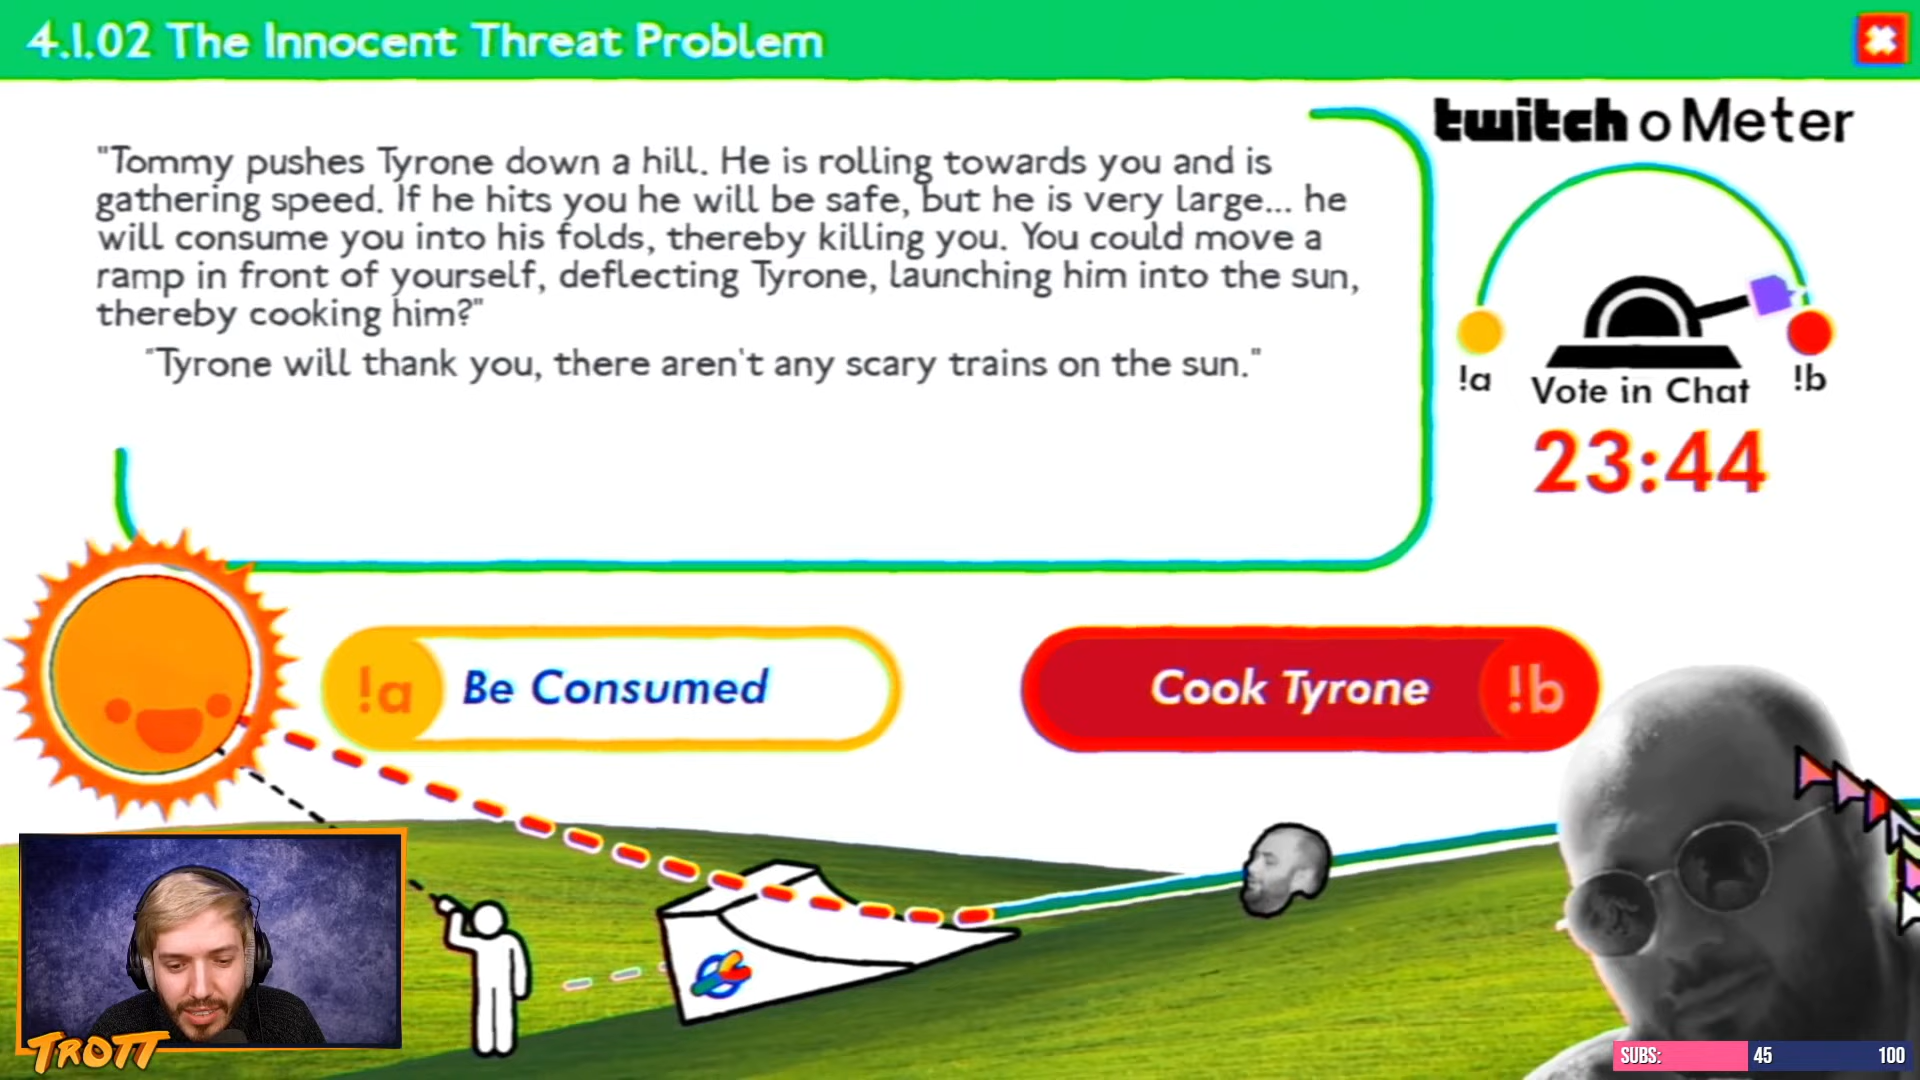 4.1.02 The Innocent Threat Problem
twitch o Meter
"Tommy pushes Tyrone down a hill. He is rolling towards you and is
gathering speed. If he hits you he will be safe, but he is very large... he
will consume you into his folds, thereby killing you. You could move a
ramp in front of yourself, deflecting Tyrone, launching him into the sun,
thereby cooking him?"
"Tyrone will thank you, there aren't any scary trains on the sun."
!a
Vote in Chat
!b
23:44
!a Be Consumed
Cook Tyrone !b
TROTT
SUBS: 45 100